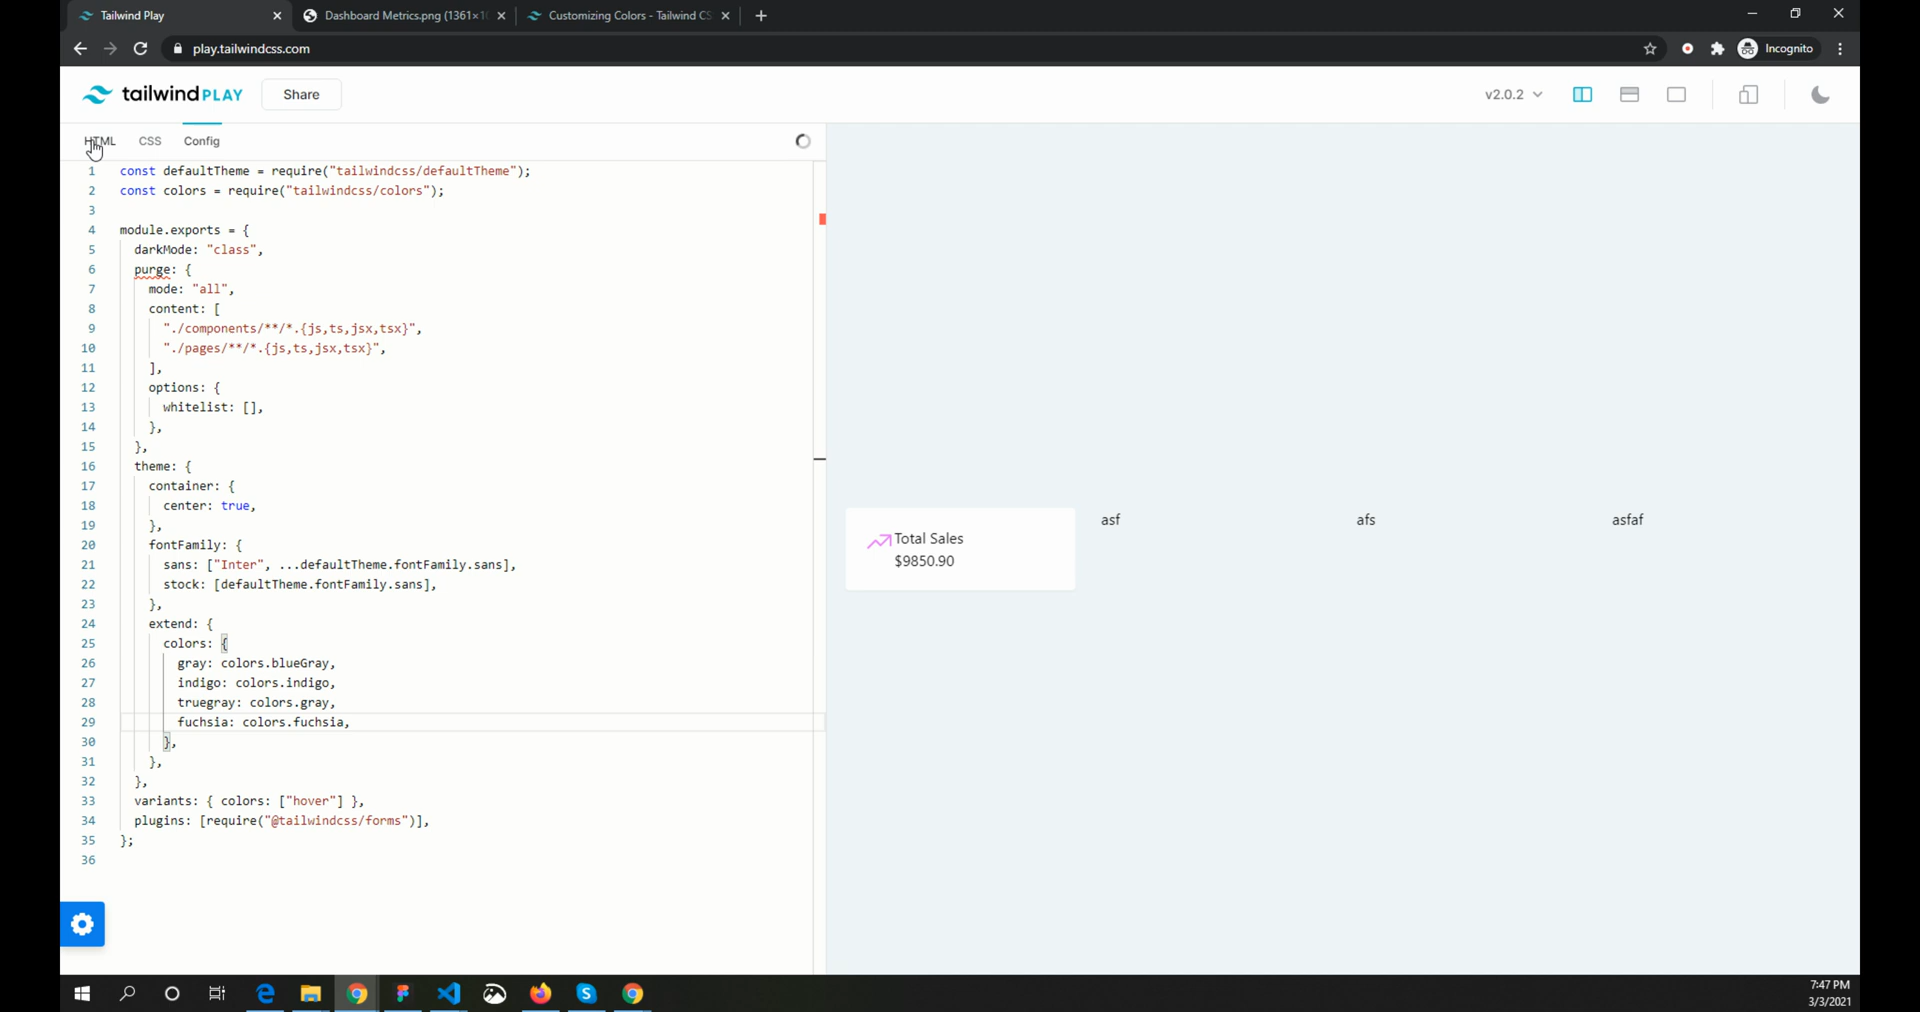 Tailwind Play
Dashboard Metrics.png (1361×10
Customizing Colors - Tailwind CS
play.tailwindcss.com
Incognito
tailwind PLAY
Share
v2.0.2
HTML
CSS
Config
1 const defaultTheme = require("tailwindcss/defaultTheme");
2 const colors = require("tailwindcss/colors");
3
4 module.exports = {
5 darkMode: "class",
6 purge: {
7 mode: "all",
8 content: [
9 "./components/**/*.{js,ts,jsx,tsx}",
10 "./pages/**/*.{js,ts,jsx,tsx}",
11 ],
12 options: {
13 whitelist: [],
14 },
15 },
16 theme: {
17 container: {
18 center: true,
19 },
20 fontFamily: {
21 sans: ["Inter", ...defaultTheme.fontFamily.sans],
22 stock: [defaultTheme.fontFamily.sans],
23 },
24 extend: {
25 colors: {
26 gray: colors.blueGray,
27 indigo: colors.indigo,
28 truegray: colors.gray,
29 fuchsia: colors.fuchsia,
30 },
31 },
32 },
33 variants: { colors: ["hover"] },
34 plugins: [require("@tailwindcss/forms")],
35 };
36
Total Sales
$9850.90
asf
afs
asfaf
7:47 PM
3/3/2021